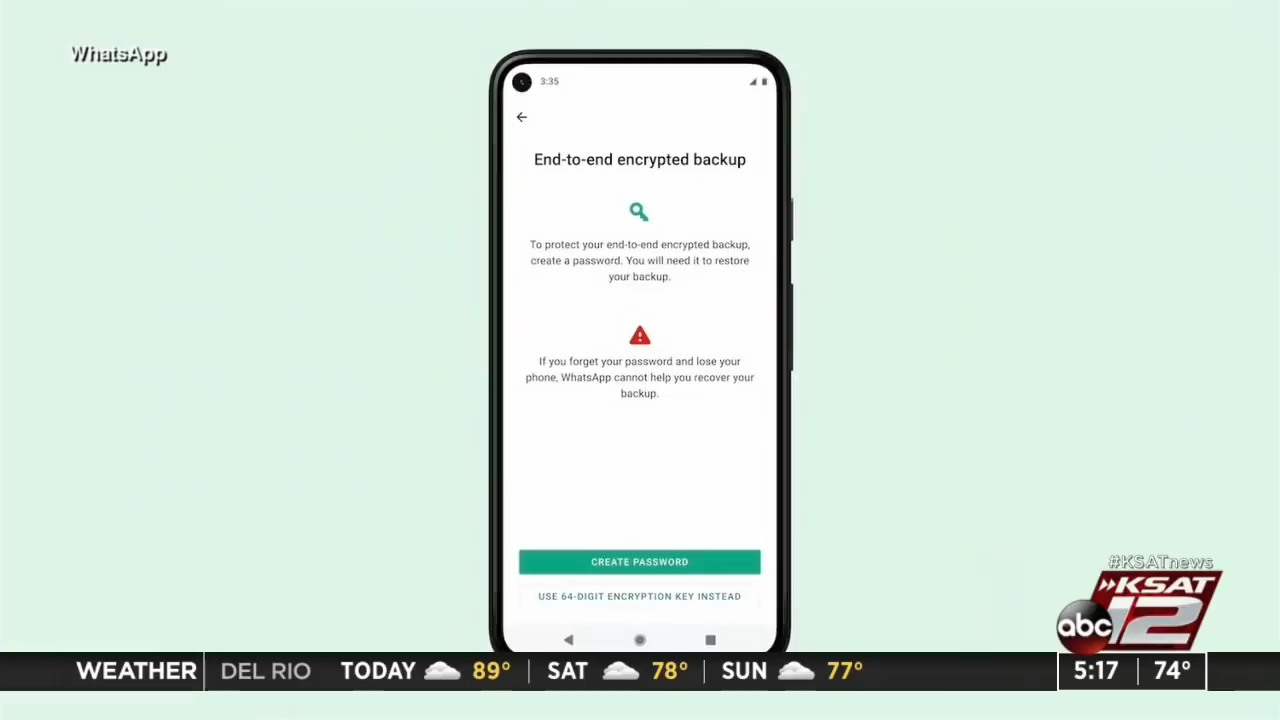 WhatsApp
3:35
End-to-end encrypted backup
To protect your end-to-end encrypted backup,
create a password. You will need it to restore
your backup.
If you forget your password and lose your
phone, WhatsApp cannot help you recover your
backup.
CREATE PASSWORD
USE 64-DIGIT ENCRYPTION KEY INSTEAD
#KSATnews
KSAT
abc 12
WEATHER DEL RIO TODAY 89° SAT 78° SUN 77° 5:17 74°